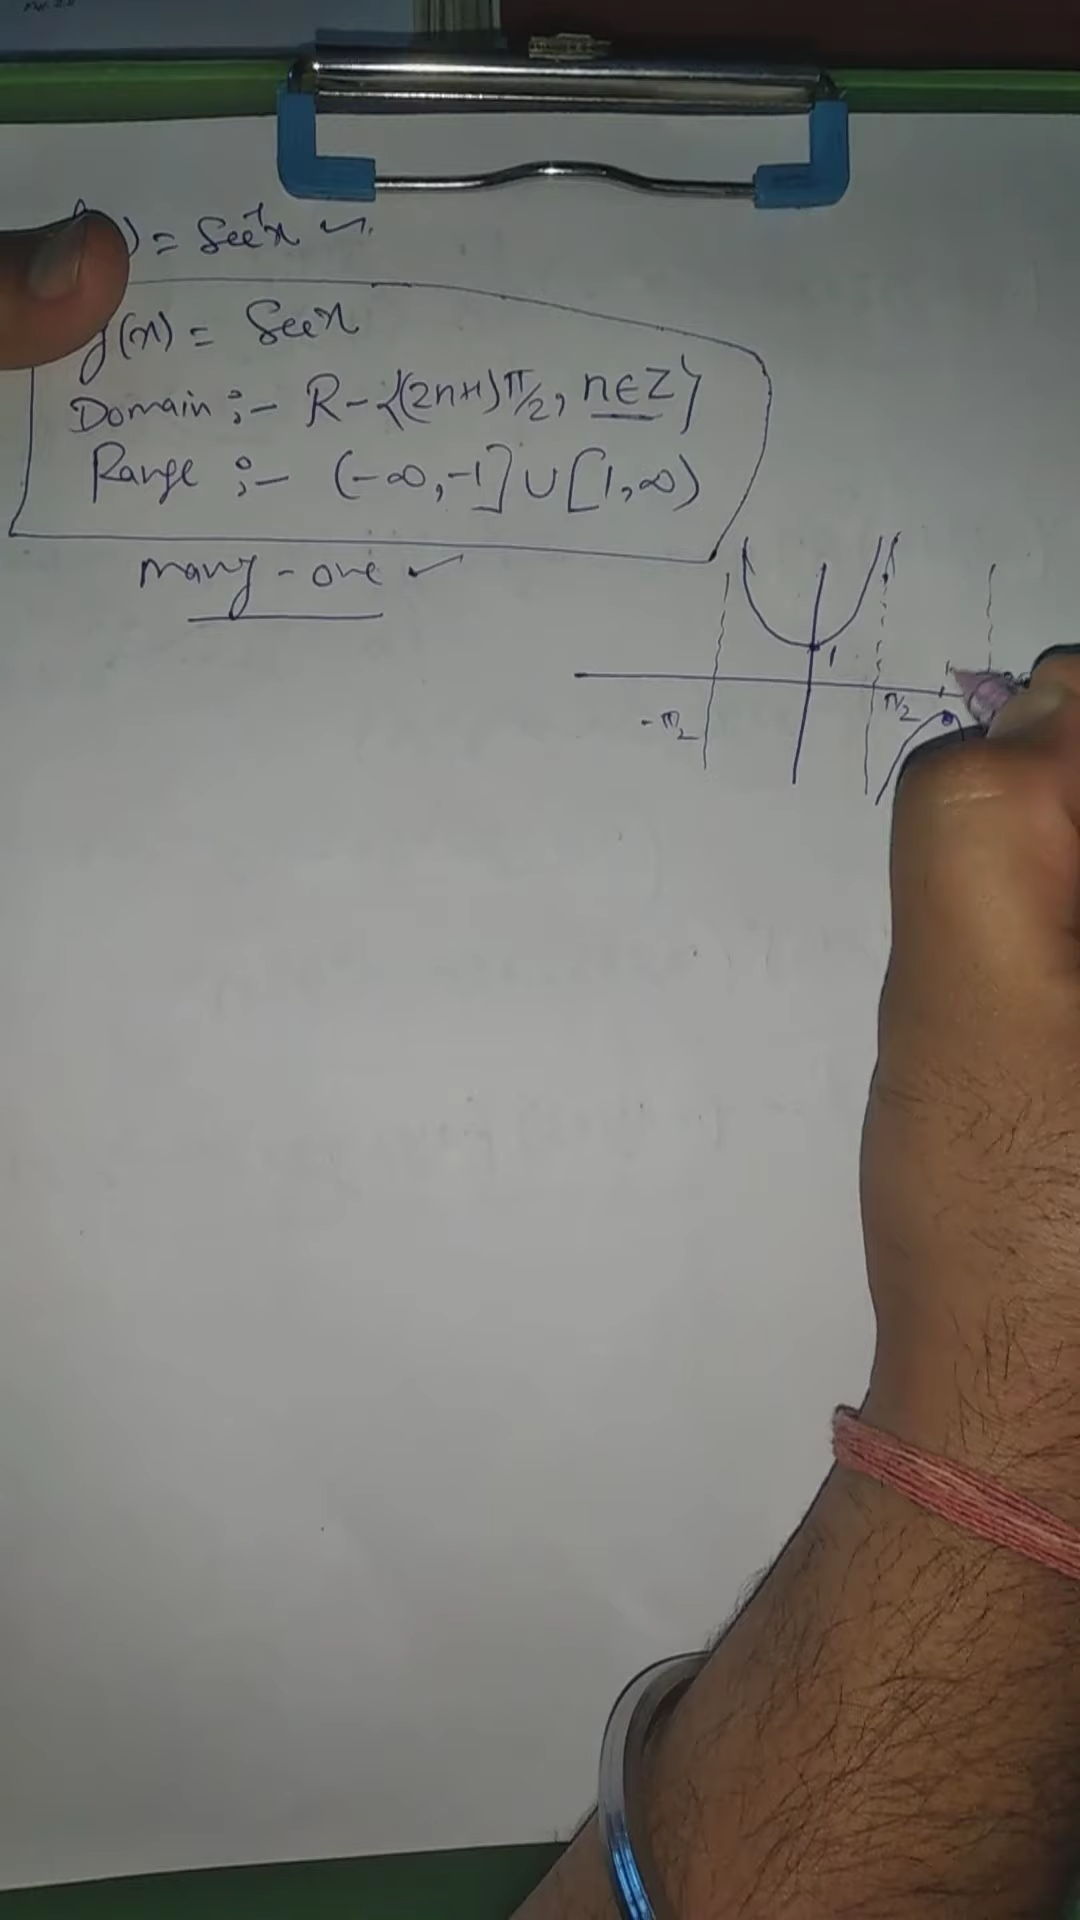 ) = Sec⁻¹x
g(x) = Secx
Domain :- R-{(2n+1)π/2, n∈Z}
Range :- (-∞,-1]∪[1,∞)
many-one ✓
1
-π/2
π/2